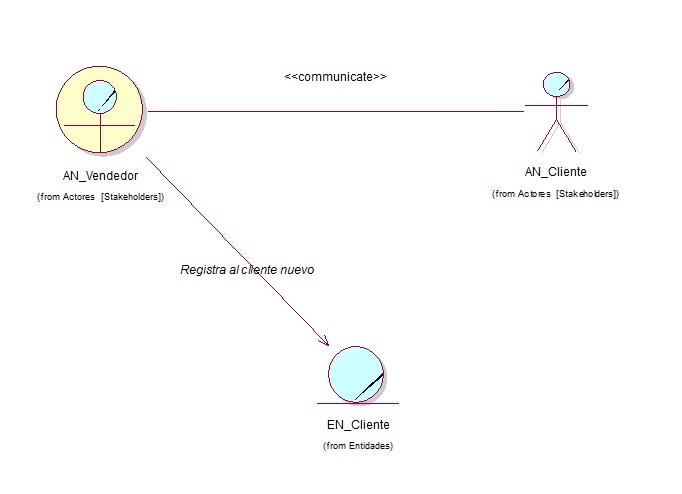 <<communicate>>
AN_Vendedor
(from Actores [Stakeholders])
AN_Cliente
(from Actores [Stakeholders])
Registra al cliente nuevo
EN_Cliente
(from Entidades)